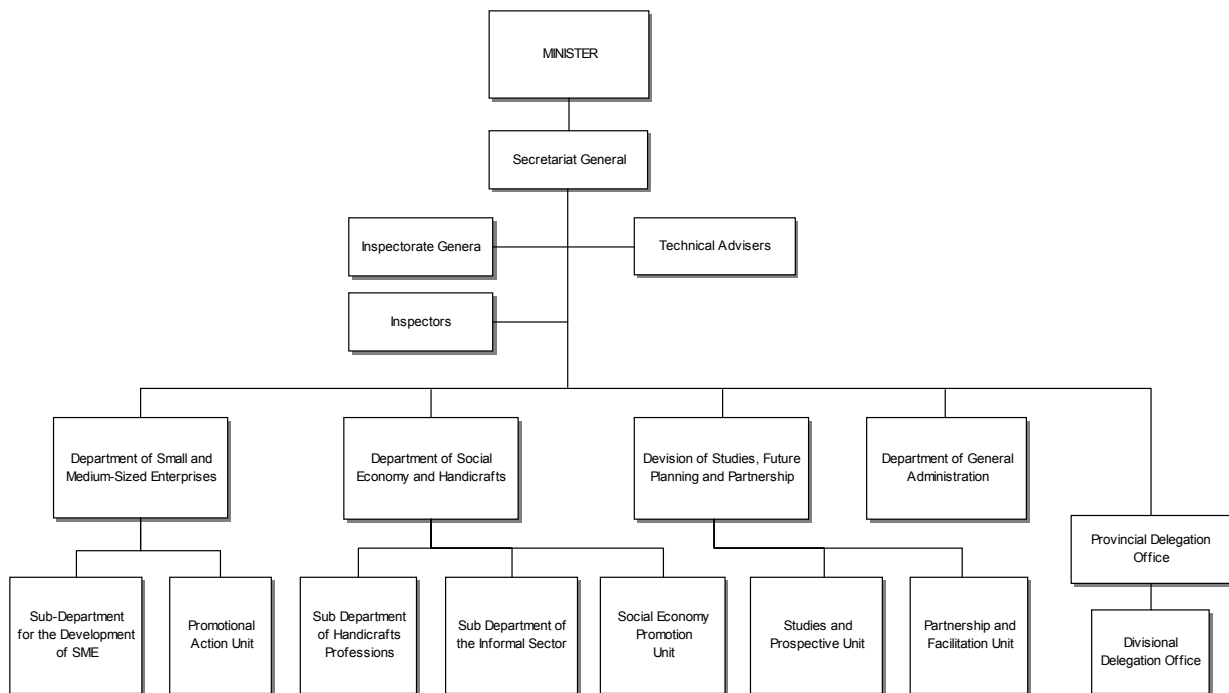 MINISTER
Secretariat General
Inspectorate Genera
Technical Advisers
Inspectors
Department of Small and
Medium-Sized Enterprises
Department of Social
Economy and Handicrafts
Devision of Studies, Future
Planning and Partnership
Department of General
Administration
Provincial Delegation
Office
Sub-Department
for the Development
of SME
Promotional
Action Unit
Sub Department
of Handicrafts
Professions
Sub Department of
the Informal Sector
Social Economy
Promotion
Unit
Studies and
Prospective Unit
Partnership and
Facilitation Unit
Divisional
Delegation Office